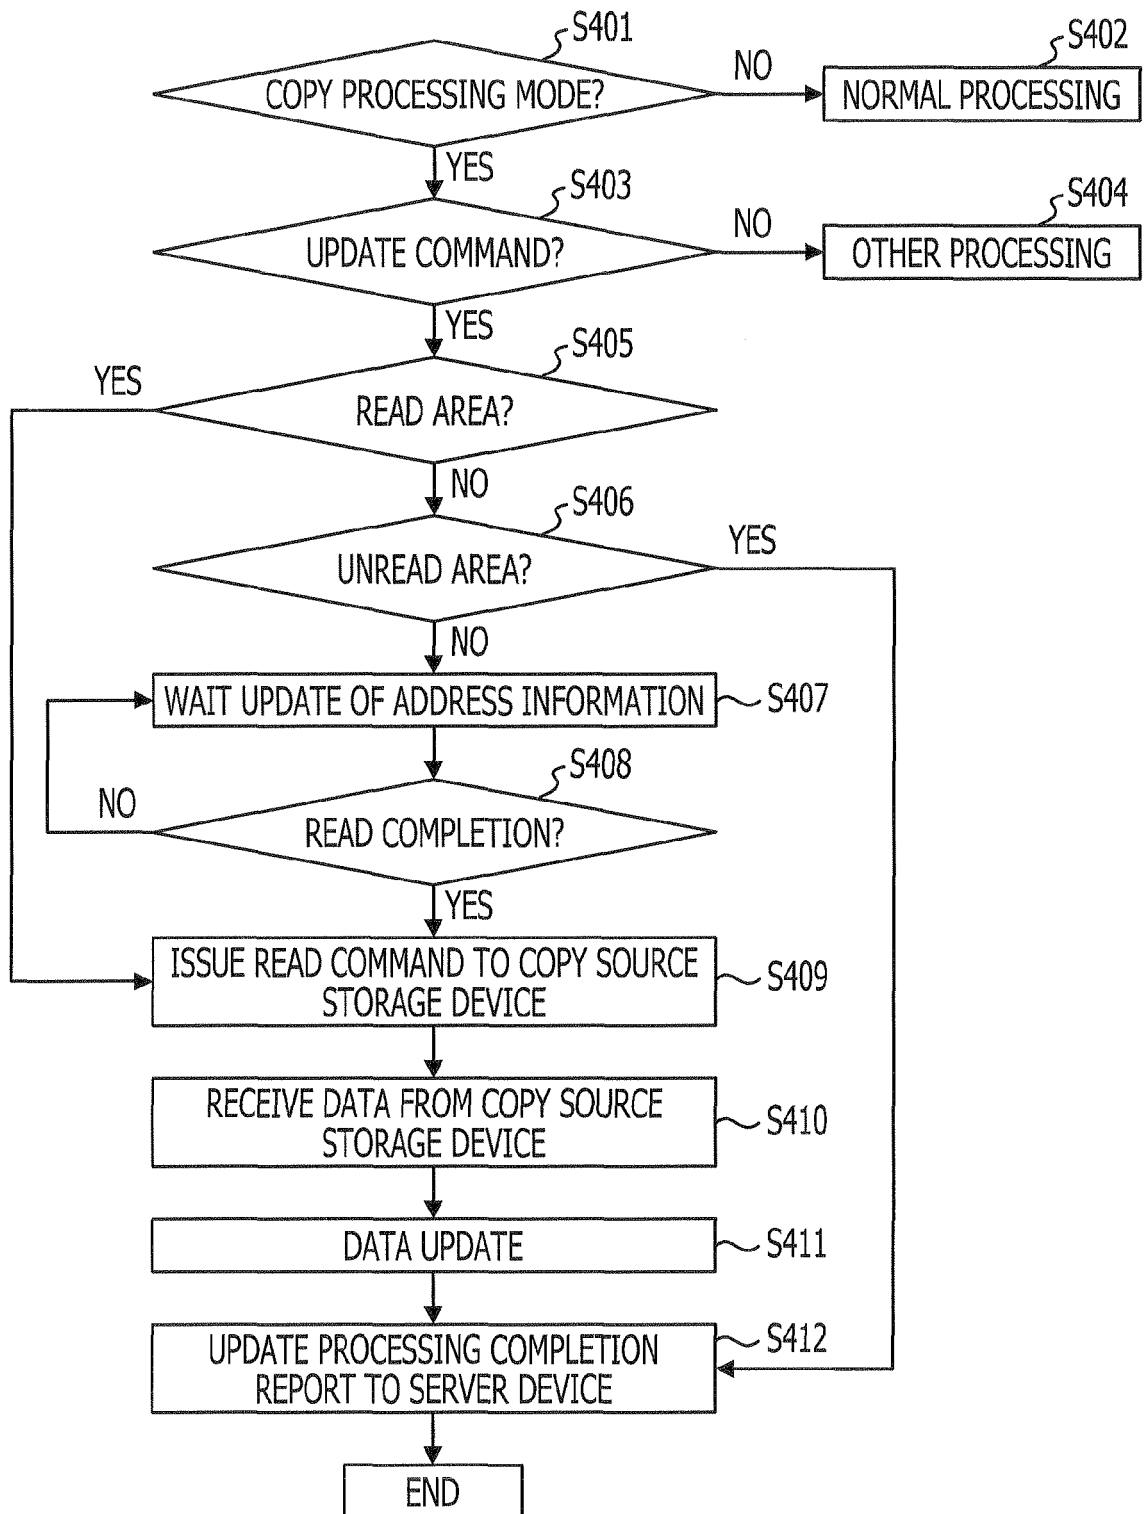 S401
COPY PROCESSING MODE?
NO
S402
NORMAL PROCESSING
YES
S403
UPDATE COMMAND?
NO
S404
OTHER PROCESSING
YES
S405
YES
READ AREA?
NO
S406
UNREAD AREA?
YES
NO
WAIT UPDATE OF ADDRESS INFORMATION
S407
S408
NO
READ COMPLETION?
YES
ISSUE READ COMMAND TO COPY SOURCE
STORAGE DEVICE
S409
RECEIVE DATA FROM COPY SOURCE
STORAGE DEVICE
S410
DATA UPDATE
S411
UPDATE PROCESSING COMPLETION
REPORT TO SERVER DEVICE
S412
END